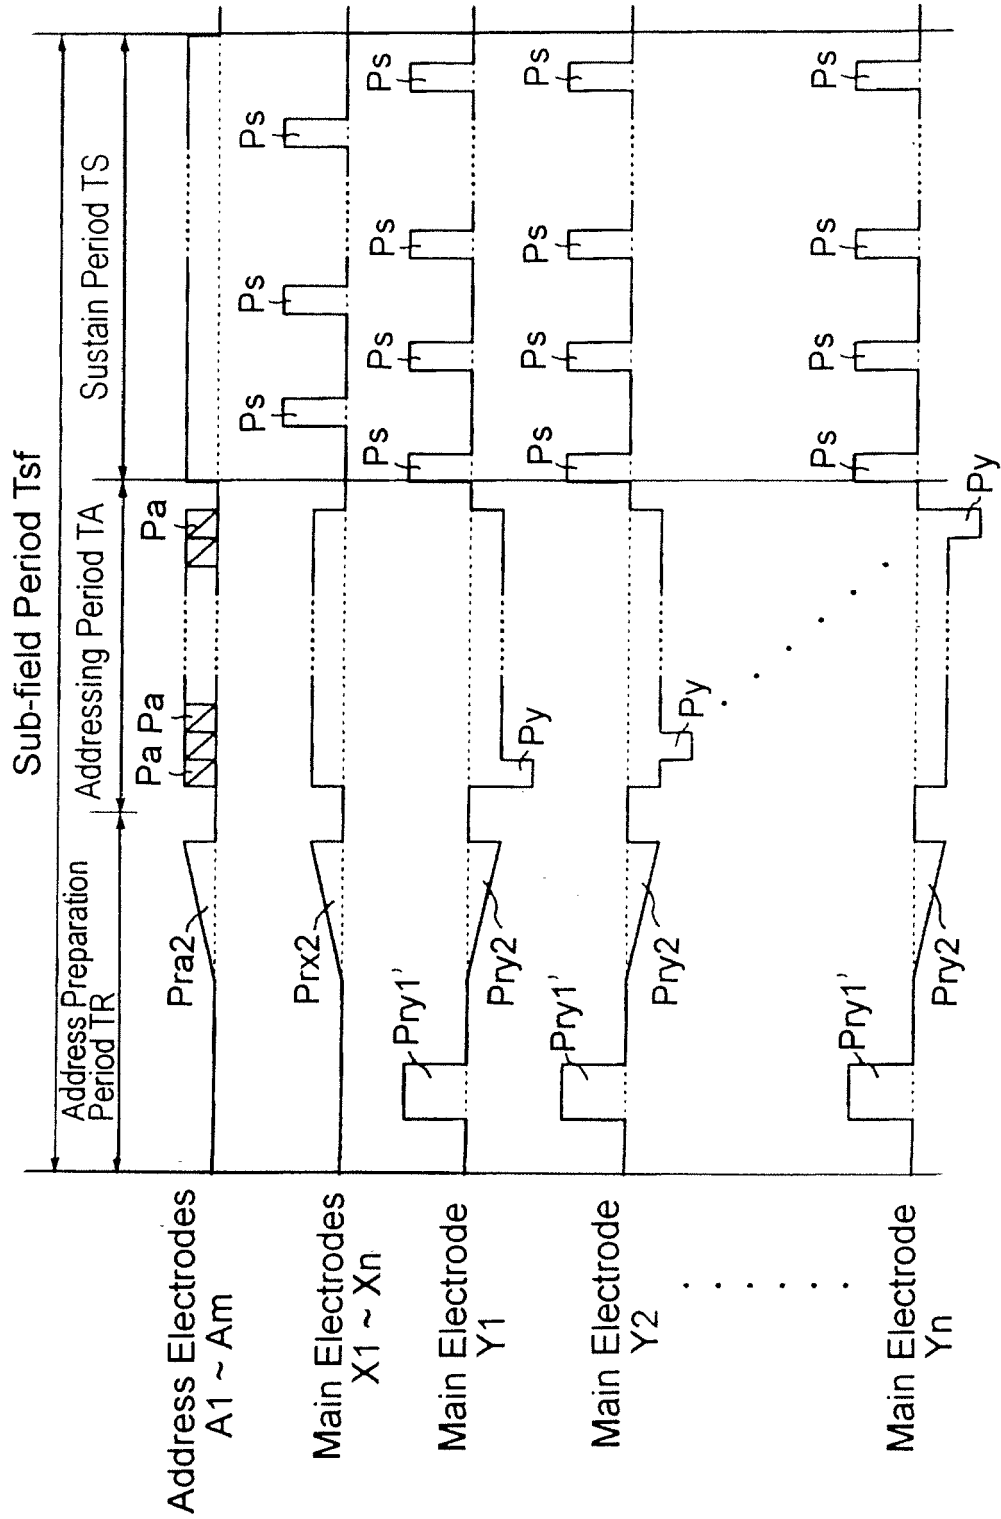 Sub-field Period Tsf
Address Preparation
Period TR
Addressing Period TA
Sustain Period TS
Address Electrodes
A1 ~ Am
Pra2
Pa Pa
Pa
Main Electrodes
X1 ~ Xn
Prx2
Ps
Ps
Ps
Main Electrode
Y1
Pry1'
Pry2
Py
Ps
Ps
Ps
Ps
Main Electrode
Y2
Pry1'
Pry2
Py
Ps
Ps
Ps
Ps
Main Electrode
Yn
Pry1'
Pry2
Py
Ps
Ps
Ps
Ps